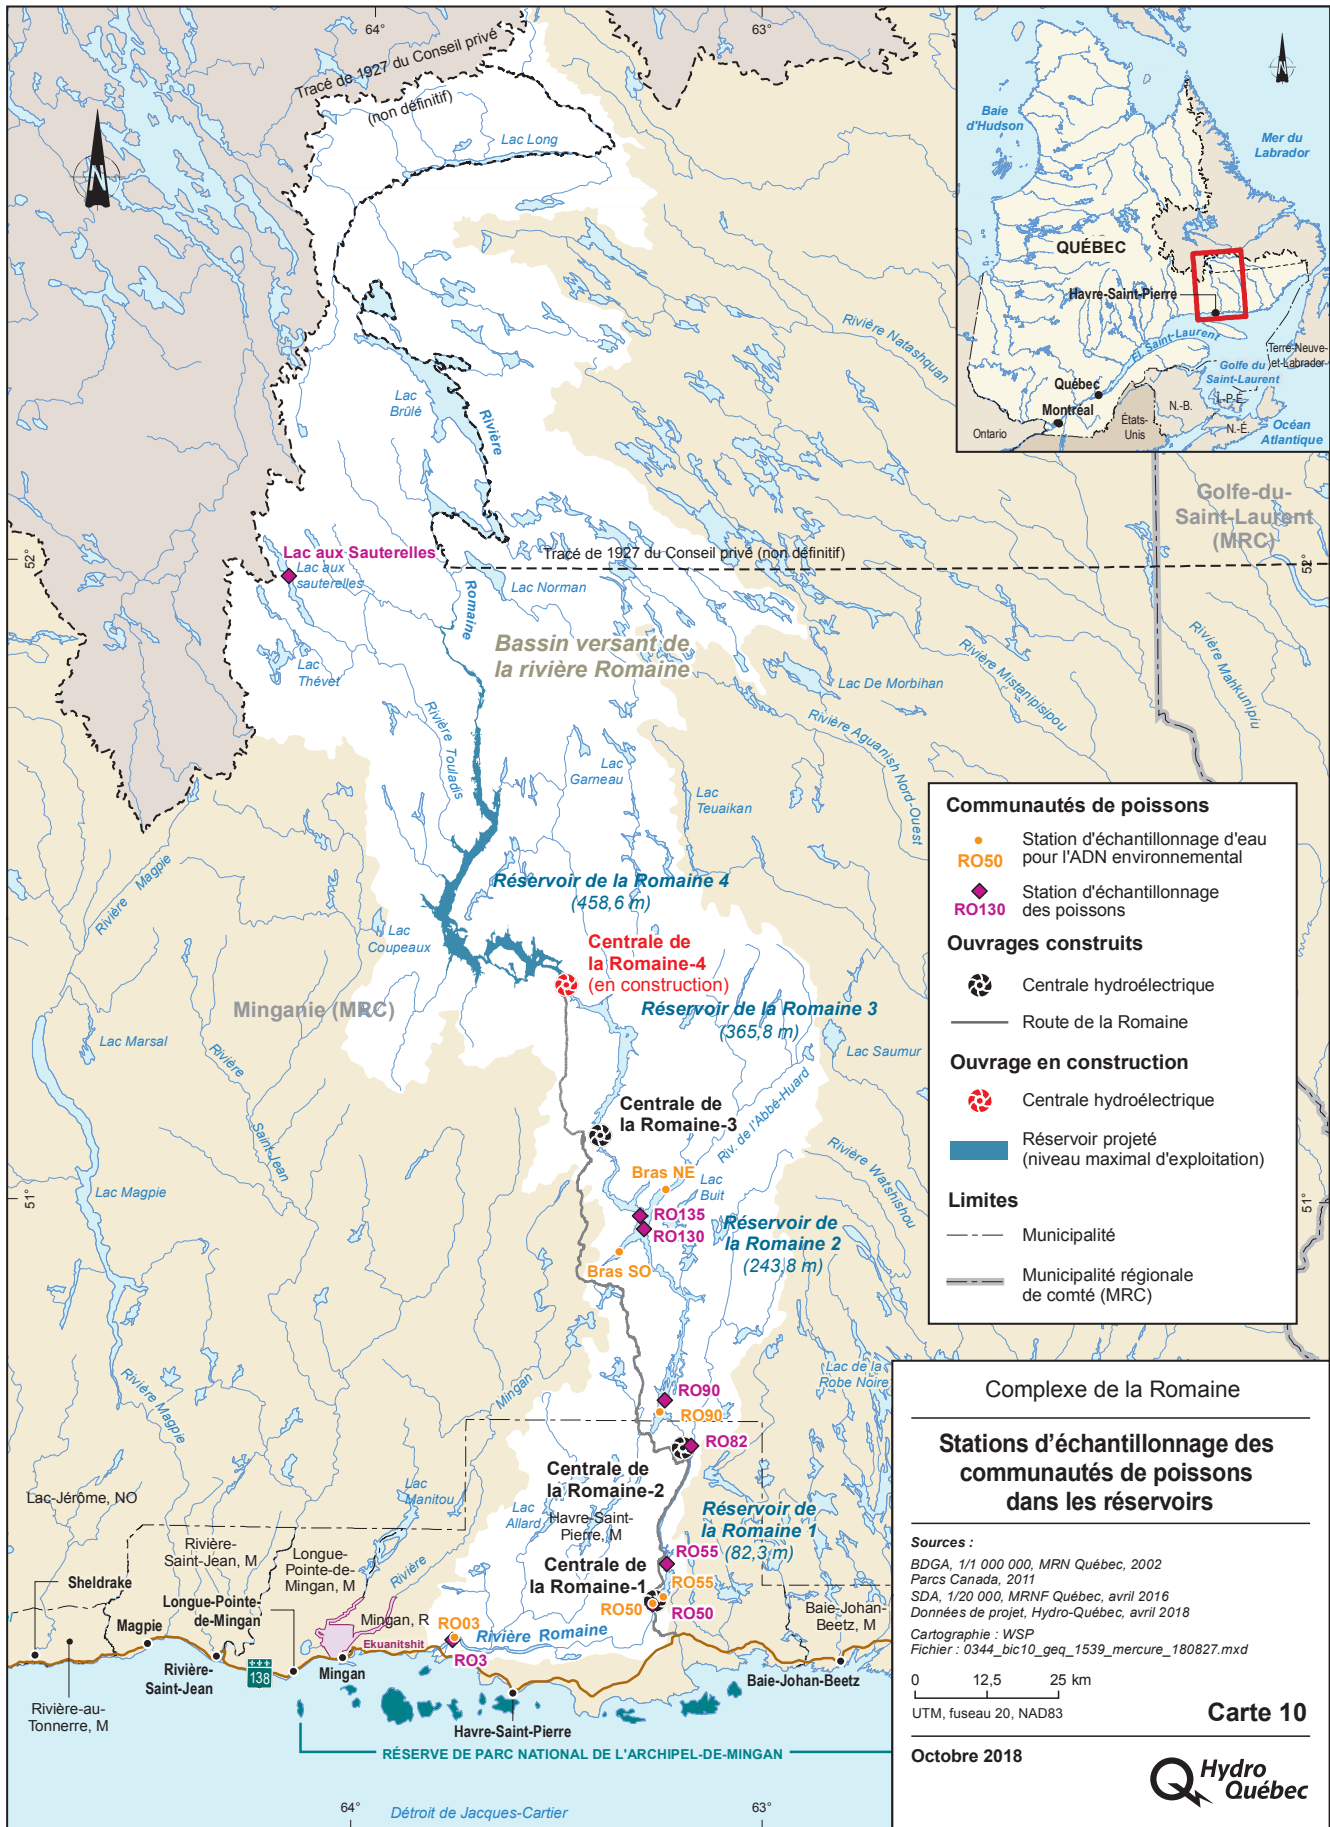 64°
63°
Tracé de 1927 du Conseil privé
(non définitif)
Lac Long
N
Baie
d'Hudson
Mer du
Labrador
QUÉBEC
Havre-Saint-Pierre
Fl. Saint-Laurent
Terre-Neuve-
et-Labrador
Golfe du
Saint-Laurent
Québec
Montréal
Ontario
États-
Unis
N.-B.
Î.-P.-É.
N.-É.
Océan
Atlantique
Rivière Natashquan
Lac
Brûlé
Rivière
Romaine
Golfe-du-
Saint-Laurent
(MRC)
52°
52°
Lac aux Sauterelles
Lac aux
sauterelles
Tracé de 1927 du Conseil privé (non définitif)
Lac Norman
Bassin versant de
la rivière Romaine
Lac
Thévet
Rivière Touladis
Lac De Morbihan
Rivière Mistanipisipou
Rivière Mahkunipiu
Rivière Aguanish Nord-Ouest
Lac
Garneau
Lac
Teuaikan
Rivière Magpie
Réservoir de la Romaine 4
(458,6 m)
Lac
Coupeaux
Centrale de
la Romaine-4
(en construction)
Minganie (MRC)
Réservoir de la Romaine 3
(365,8 m)
Lac Marsal
Rivière
Saint-Jean
Lac Saumur
Centrale de
la Romaine-3
Riv. de l'Abbé-Huard
Rivière Watshishou
Bras NE
Lac
Buit
51°
51°
Lac Magpie
RO135
RO130
Réservoir de
la Romaine 2
(243,8 m)
Bras SO
Rivière Magpie
Mingan
Lac de la
Robe Noire
RO90
RO90
RO82
Centrale de
la Romaine-2
Lac
Manitou
Lac
Allard
Havre-Saint-
Pierre, M
Réservoir de
la Romaine 1
(82,3 m)
Lac-Jérôme, NO
Rivière-
Saint-Jean, M
Longue-
Pointe-de-
Mingan, M
Rivière
RO55
Centrale de
la Romaine-1
RO55
RO50
RO50
Sheldrake
Longue-Pointe-
de-Mingan
Magpie
Mingan, R
RO03
Ekuanitshit
RO3
Rivière Romaine
Baie-Johan-
Beetz, M
Rivière-
Saint-Jean
138
Mingan
Baie-Johan-Beetz
Rivière-au-
Tonnerre, M
Havre-Saint-Pierre
RÉSERVE DE PARC NATIONAL DE L'ARCHIPEL-DE-MINGAN
64°
Détroit de Jacques-Cartier
63°
Communautés de poissons
RO50
Station d'échantillonnage d'eau
pour l'ADN environnemental
RO130
Station d'échantillonnage
des poissons
Ouvrages construits
Centrale hydroélectrique
Route de la Romaine
Ouvrage en construction
Centrale hydroélectrique
Réservoir projeté
(niveau maximal d'exploitation)
Limites
Municipalité
Municipalité régionale
de comté (MRC)
Complexe de la Romaine
Stations d'échantillonnage des
communautés de poissons
dans les réservoirs
Sources :
BDGA, 1/1 000 000, MRN Québec, 2002
Parcs Canada, 2011
SDA, 1/20 000, MRNF Québec, avril 2016
Données de projet, Hydro-Québec, avril 2018
Cartographie : WSP
Fichier : 0344_bic10_geq_1539_mercure_180827.mxd
0 12,5 25 km
UTM, fuseau 20, NAD83
Carte 10
Octobre 2018
Hydro
Québec